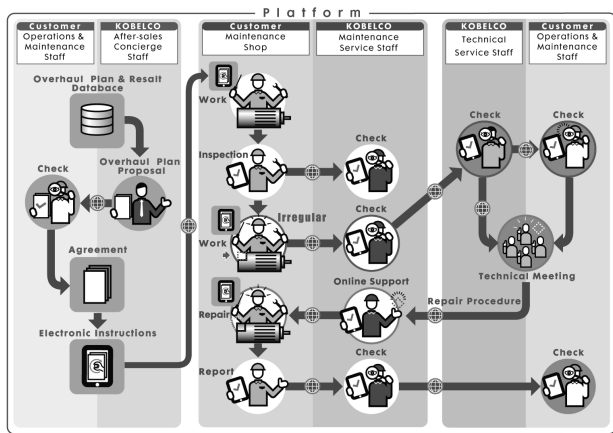 Platform
Customer
Operations &
Maintenance
Staff
KOBELCO
After-sales
Concierge
Staff
Customer
Maintenance
Shop
KOBELCO
Maintenance
Service Staff
KOBELCO
Technical
Service Staff
Customer
Operations &
Maintenance
Staff
Overhaul Plan & Resalt
Databace
Check
Overhaul Plan
Proposal
Agreement
Electronic Instructions
Work
Inspection
Check
Irregular
Work
Check
Repair
Online Support
Report
Check
Check
Check
Technical Meeting
Repair Procedure
Check